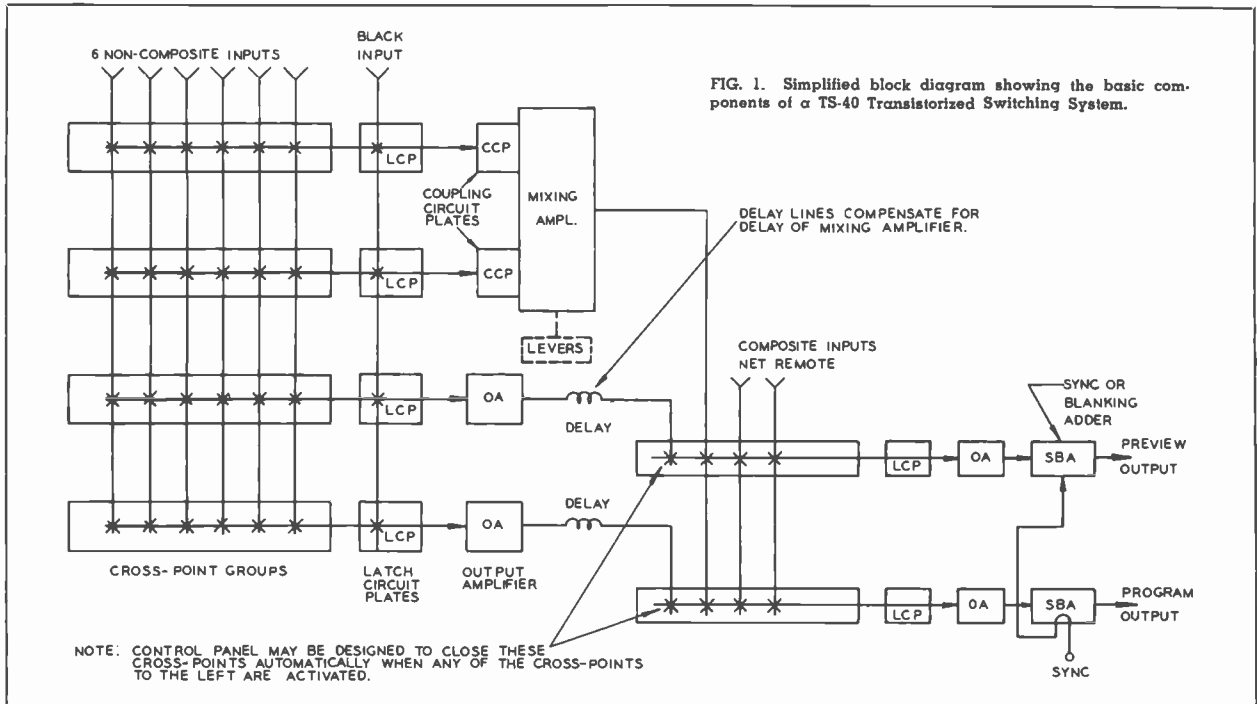 6 NON-COMPOSITE INPUTS
BLACK
INPUT
FIG. 1. Simplified block diagram showing the basic com-
ponents of a TS-40 Transistorized Switching System.
LCP
CCP
COUPLING
CIRCUIT
PLATES
MIXING
AMPL.
DELAY LINES COMPENSATE FOR
DELAY OF MIXING AMPLIFIER.
LCP
CCP
LEVERS
COMPOSITE INPUTS
NET REMOTE
LCP
OA
DELAY
SYNC OR
BLANKING
ADDER
LCP
OA
SBA
PREVIEW
OUTPUT
LCP
OA
DELAY
CROSS-POINT GROUPS
LATCH
CIRCUIT
PLATES
OUTPUT
AMPLIFIER
LCP
OA
SBA
PROGRAM
OUTPUT
NOTE: CONTROL PANEL MAY BE DESIGNED TO CLOSE THESE
CROSS-POINTS AUTOMATICALLY WHEN ANY OF THE CROSS-POINTS
TO THE LEFT ARE ACTIVATED.
SYNC